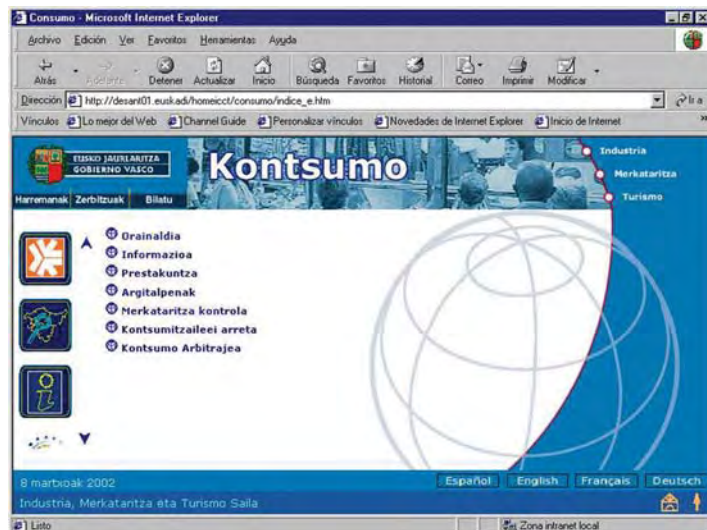 Consumo - Microsoft Internet Explorer
Archivo Edición Ver Favoritos Herramientas Ayuda
Atrás Adelante Detener Actualizar Inicio Búsqueda Favoritos Historial Correo Imprimir Modificar
Dirección http://desant01.euskadi/homeicct/consumo/indice_e.htm Ir a
Vínculos Lo mejor del Web Channel Guide Personalizar vínculos Novedades de Internet Explorer Inicio de Internet »
EUSKO JAURLARITZA
GOBIERNO VASCO
Kontsumo
Industria
Merkataritza
Turismo
Harremanak Zerbitzuak Bilatu
Orainaldia
Informazioa
Prestakuntza
Argitalpenak
Merkataritza kontrola
Kontsumitzaileei arreta
Kontsumo Arbitrajea
8 martxoak 2002 Español English Français Deutsch
Industria, Merkataritza eta Turismo Saila
Listo Zona intranet local